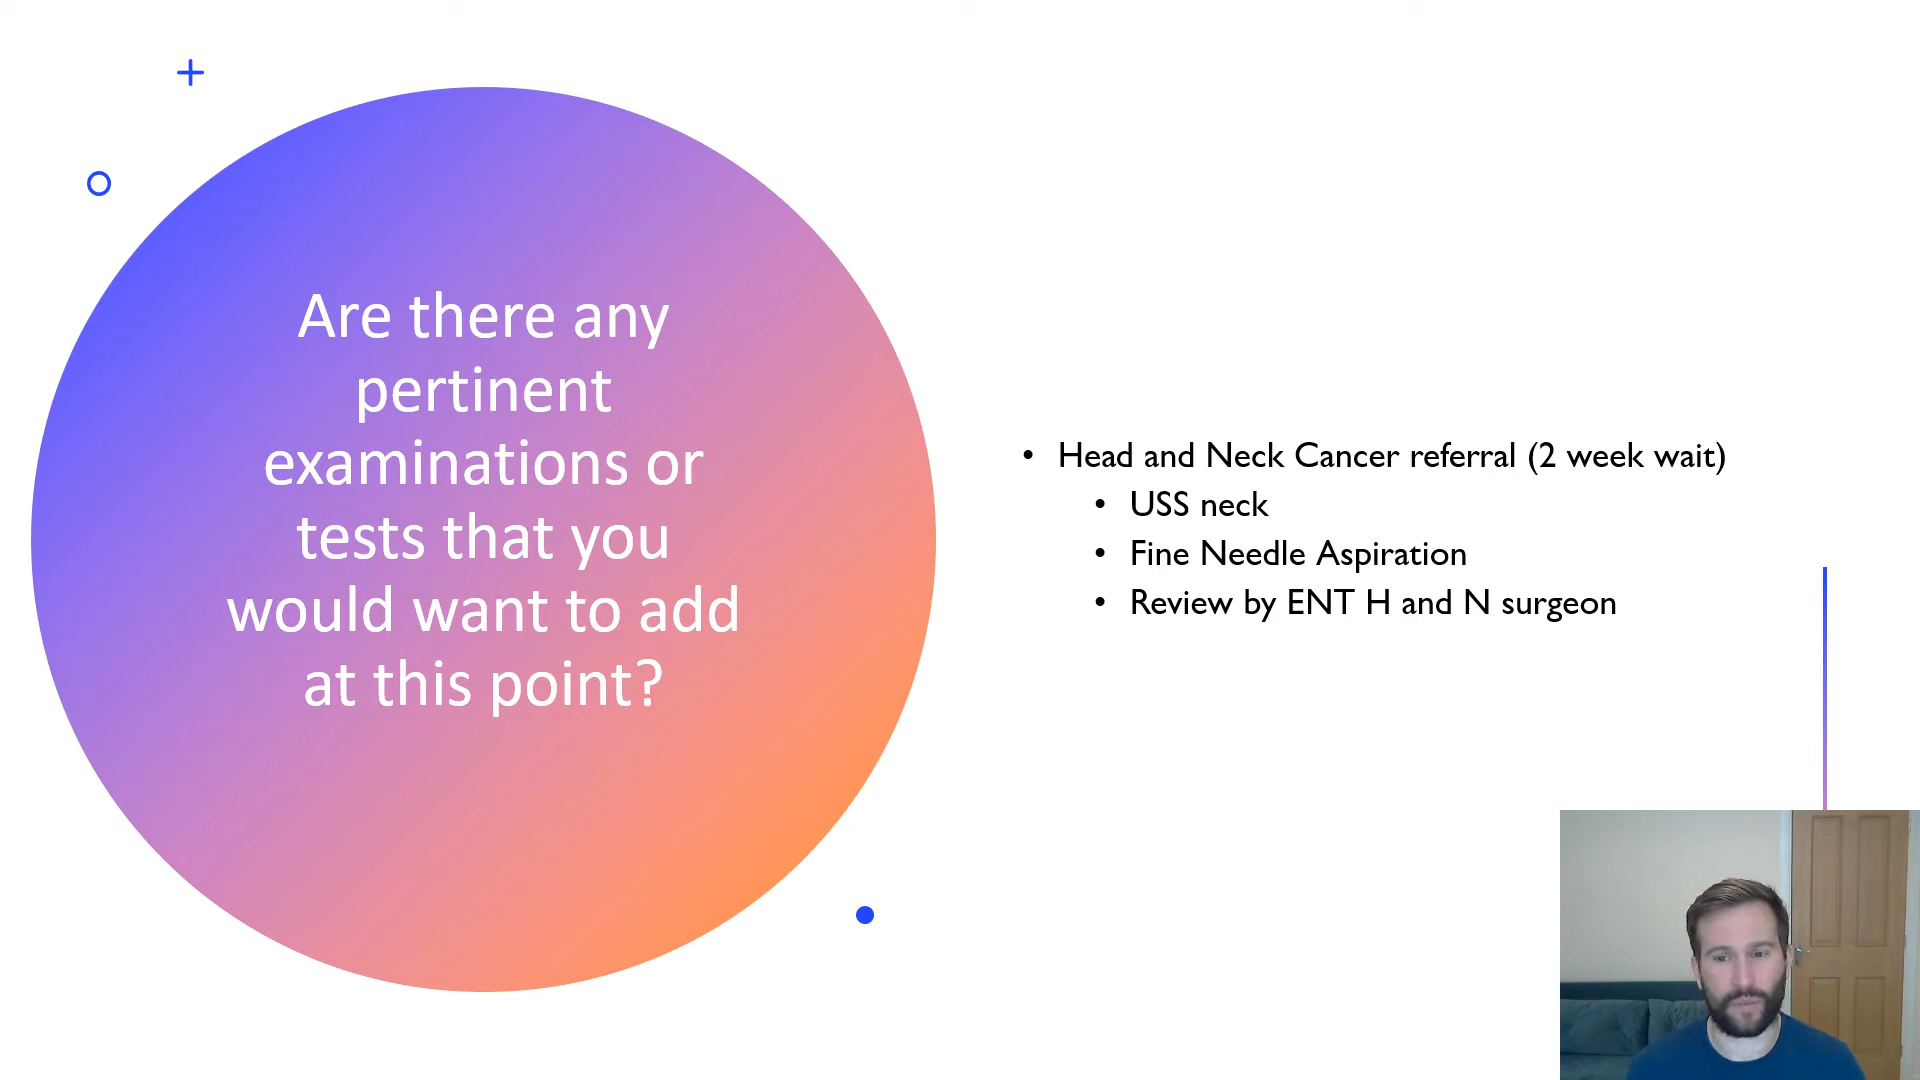 Are there any
pertinent
examinations or
tests that you
would want to add
at this point?
• Head and Neck Cancer referral (2 week wait)
• USS neck
• Fine Needle Aspiration
• Review by ENT H and N surgeon